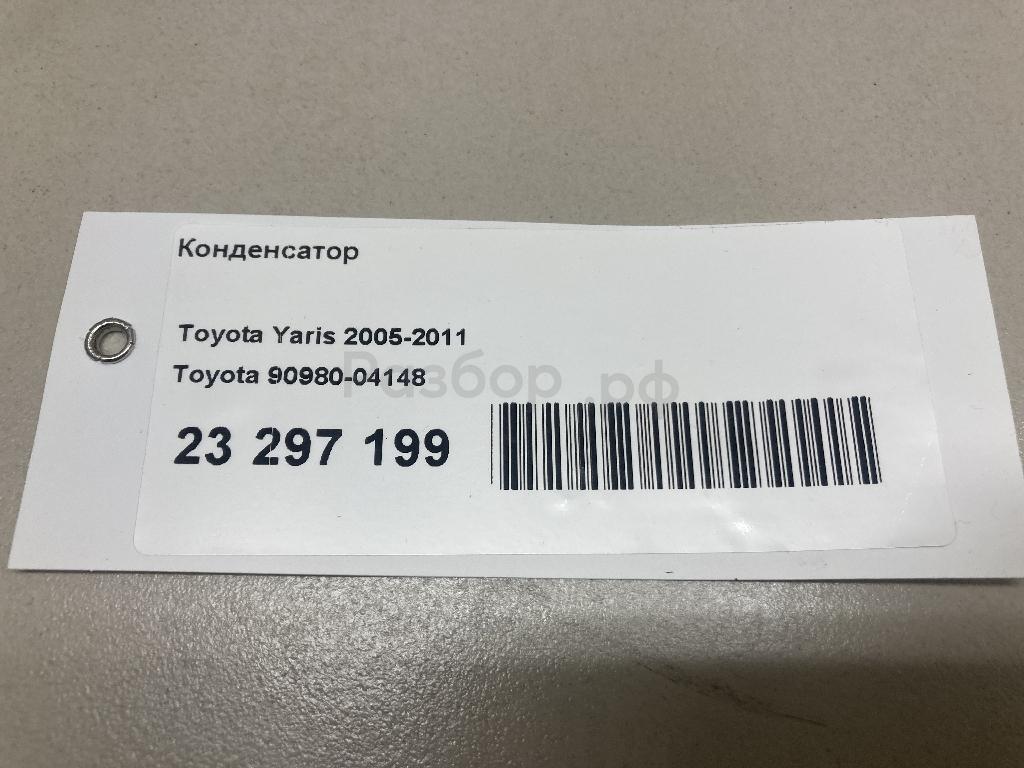 Конденсатор
Toyota Yaris 2005-2011
Toyota 90980-04148
Разбор.рф
23 297 199